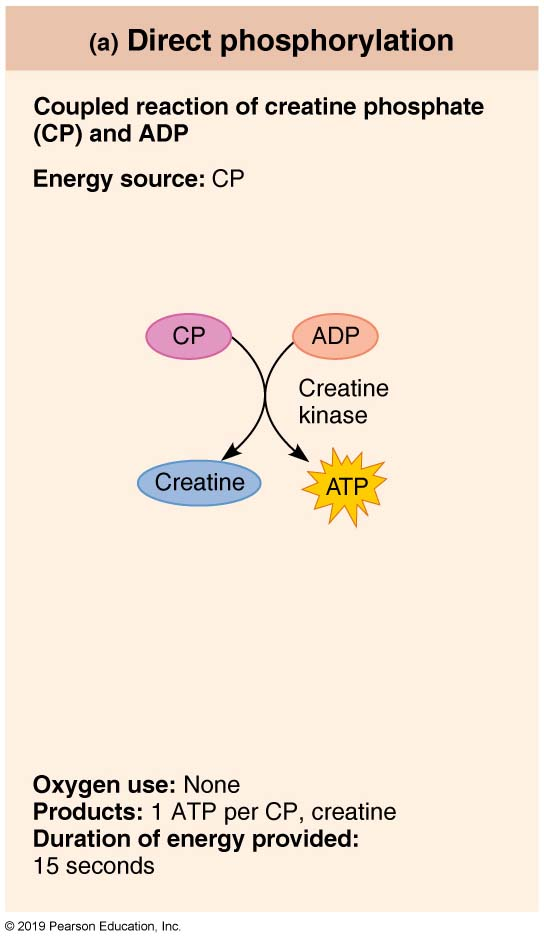 (a) Direct phosphorylation
Coupled reaction of creatine phosphate
(CP) and ADP
Energy source: CP
CP
ADP
Creatine
kinase
Creatine
ATP
Oxygen use: None
Products: 1 ATP per CP, creatine
Duration of energy provided:
15 seconds
© 2019 Pearson Education, Inc.